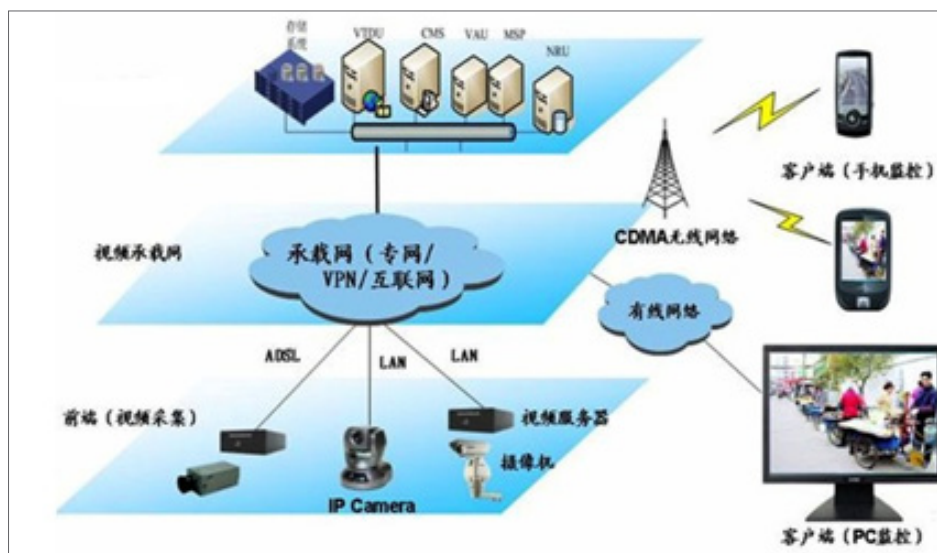 存储
系统
VTDU
CMS
VAU
MSP
NRU
客户端（手机监控）
CDMA无线网络
视频承载网
承载网（专网/
VPN/互联网）
有线网络
ADSL
LAN
LAN
前端（视频采集）
视频服务器
摄像机
IP Camera
客户端（PC监控）